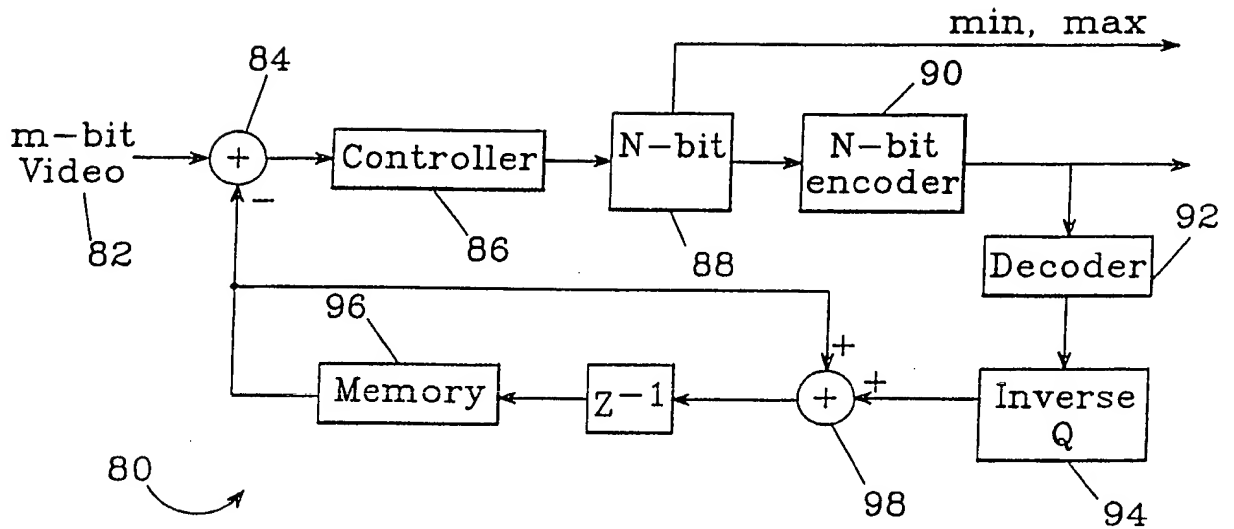 min, max
84
90
m-bit
Video
+
Controller
N-bit
N-bit
encoder
-
82
86
88
92
Decoder
96
+
Memory
Z-1
+
+
Inverse
Q
80
98
94